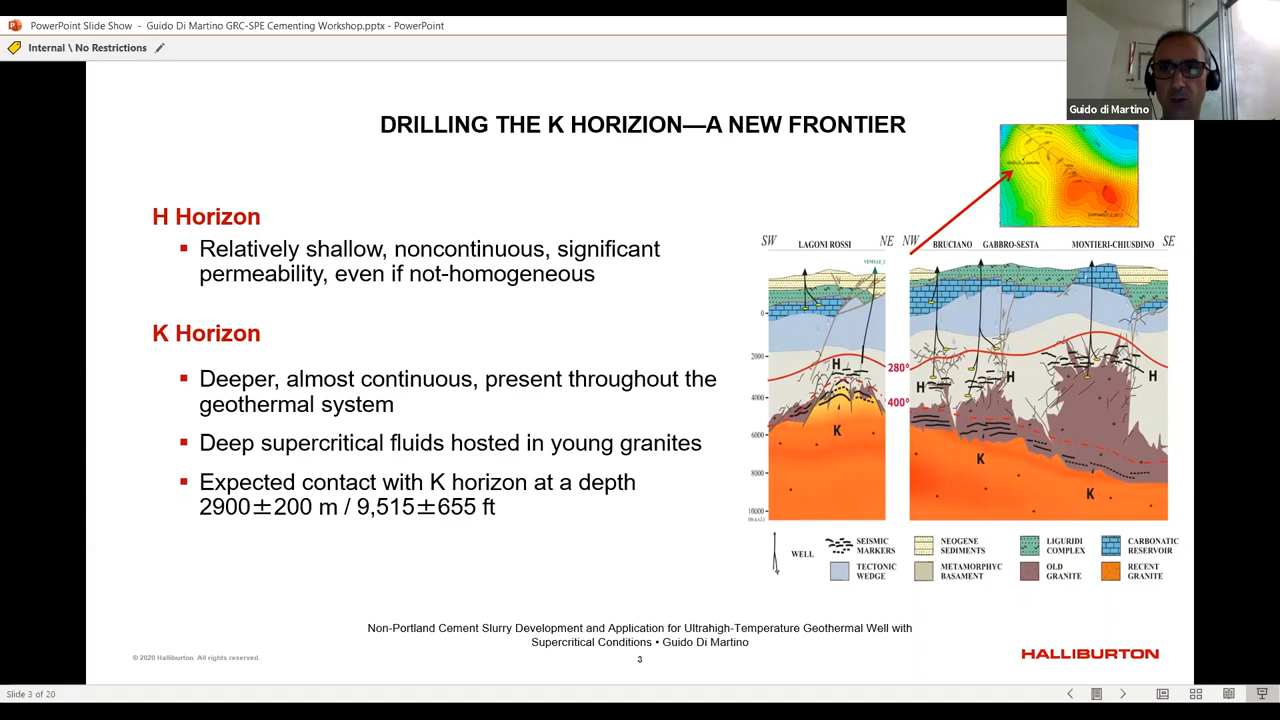 PowerPoint Slide Show - Guido Di Martino GRC-SPE Cementing Workshop.pptx - PowerPoint
Internal \ No Restrictions
Guido di Martino
DRILLING THE K HORIZION—A NEW FRONTIER
H Horizon
▪ Relatively shallow, noncontinuous, significant
permeability, even if not-homogeneous
K Horizon
▪ Deeper, almost continuous, present throughout the
geothermal system
▪ Deep supercritical fluids hosted in young granites
▪ Expected contact with K horizon at a depth
2900±200 m / 9,515±655 ft
SW LAGONI ROSSI NE NW BRUCIANO GABBRO-SESTA MONTIERI-CHIUSDINO SE
VENELLE_2
0
2000
280°
H H H H
4000
400°
K
6000
K
8000
K
10000
(m a.s.l.)
WELL
SEISMIC
MARKERS
NEOGENE
SEDIMENTS
LIGURIDI
COMPLEX
CARBONATIC
RESERVOIR
TECTONIC
WEDGE
METAMORPHYC
BASAMENT
OLD
GRANITE
RECENT
GRANITE
Non-Portland Cement Slurry Development and Application for Ultrahigh-Temperature Geothermal Well with
Supercritical Conditions • Guido Di Martino
© 2020 Halliburton. All rights reserved.
3
HALLIBURTON
Slide 3 of 20